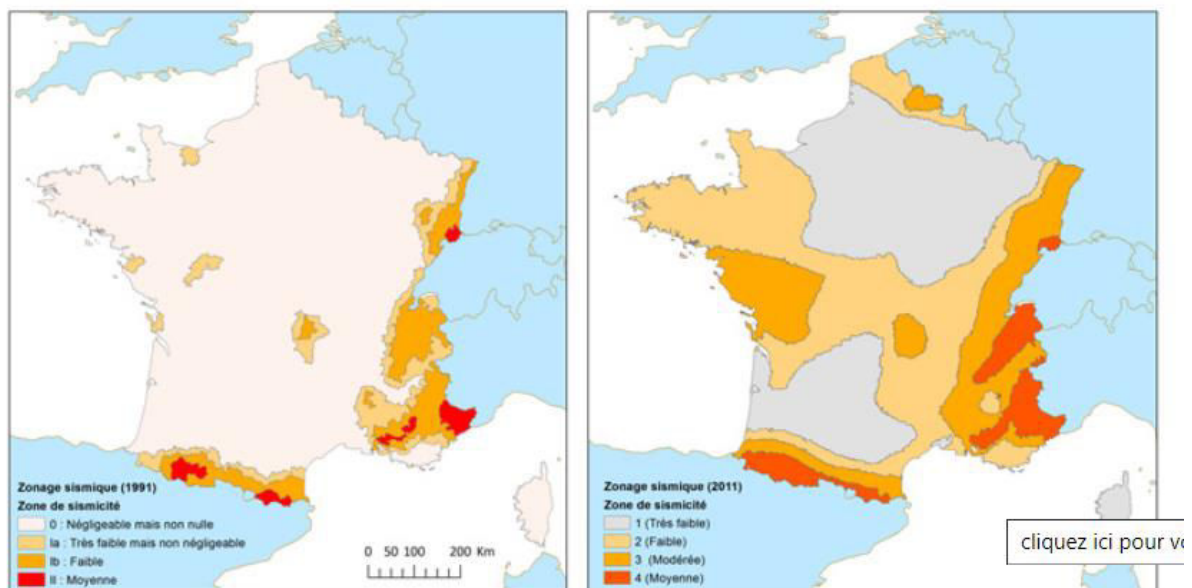 Zonage sismique (1991)
Zone de sismicité
0 : Négligeable mais non nulle
Ia : Très faible mais non négligeable
Ib : Faible
II : Moyenne
0 50 100 200 Km
Zonage sismique (2011)
Zone de sismicité
1 (Très faible)
2 (Faible)
3 (Modérée)
4 (Moyenne)
cliquez ici pour vo